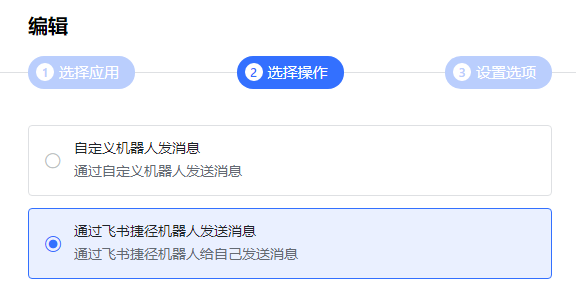 编辑
1 选择应用
2 选择操作
3 设置选项
自定义机器人发消息
通过自定义机器人发送消息
通过飞书捷径机器人发送消息
通过飞书捷径机器人给自己发送消息